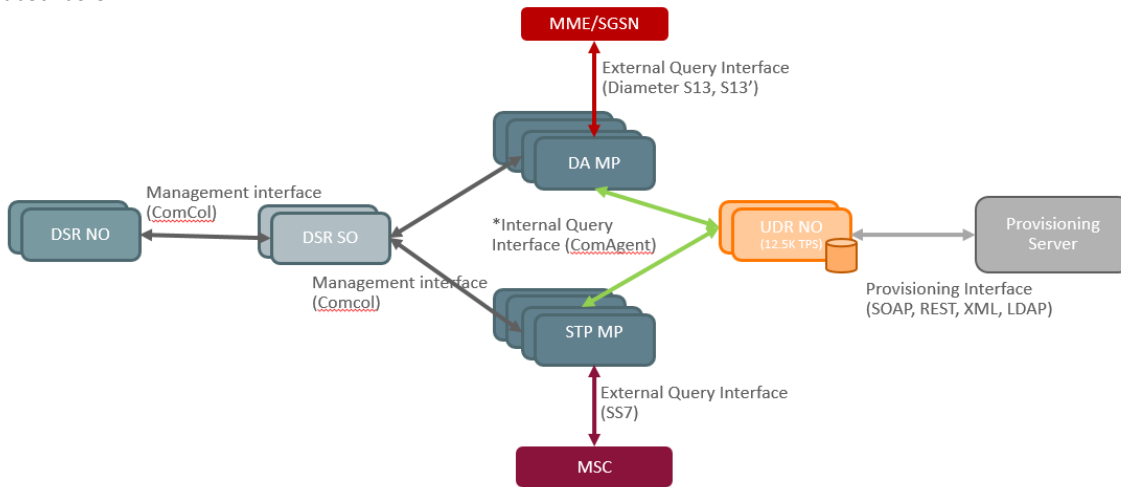 MME/SGSN
External Query Interface
(Diameter S13, S13’)
DA MP
Management interface
(ComCol)
DSR NO
DSR SO
*Internal Query
Interface (ComAgent)
UDR NO
(12.5K TPS)
Provisioning
Server
Management interface
(Comcol)
Provisioning Interface
(SOAP, REST, XML, LDAP)
STP MP
External Query Interface
(SS7)
MSC